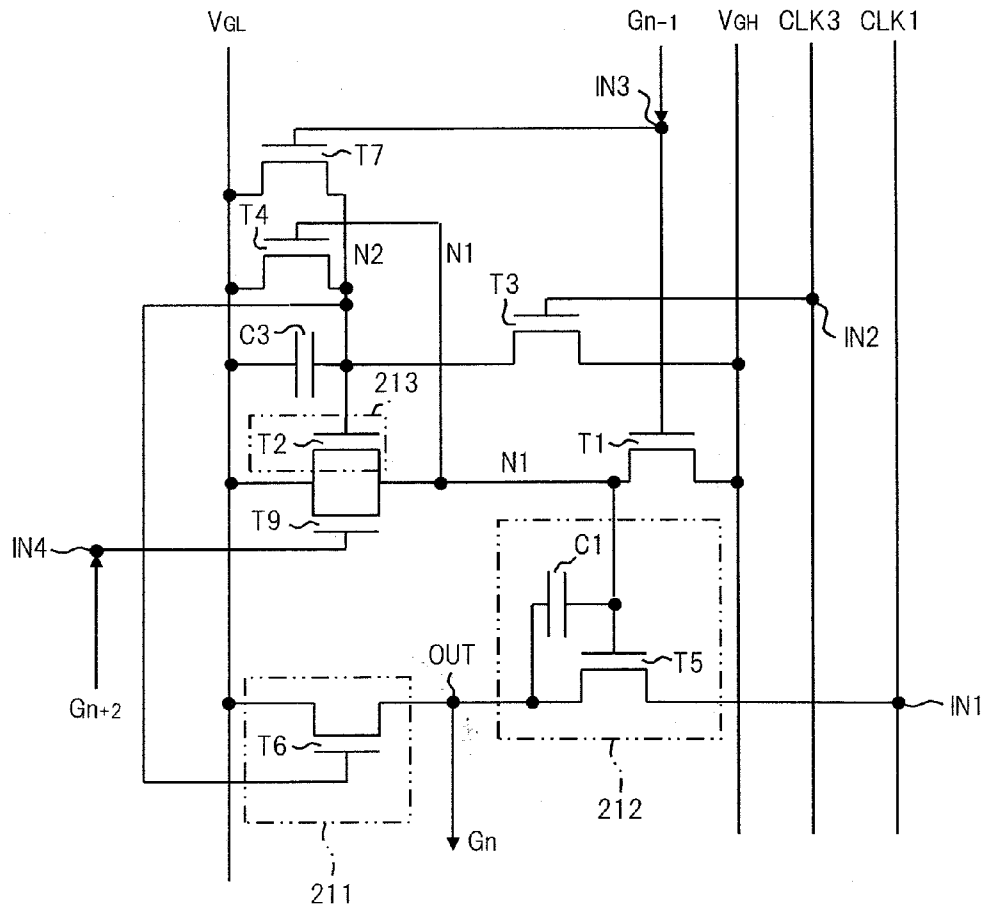 VGL
Gn-1
VGH
CLK3
CLK1
IN3
T7
T4
N2
N1
T3
IN2
C3
213
T2
N1
T1
T9
IN4
C1
OUT
T5
Gn+2
IN1
T6
212
Gn
211